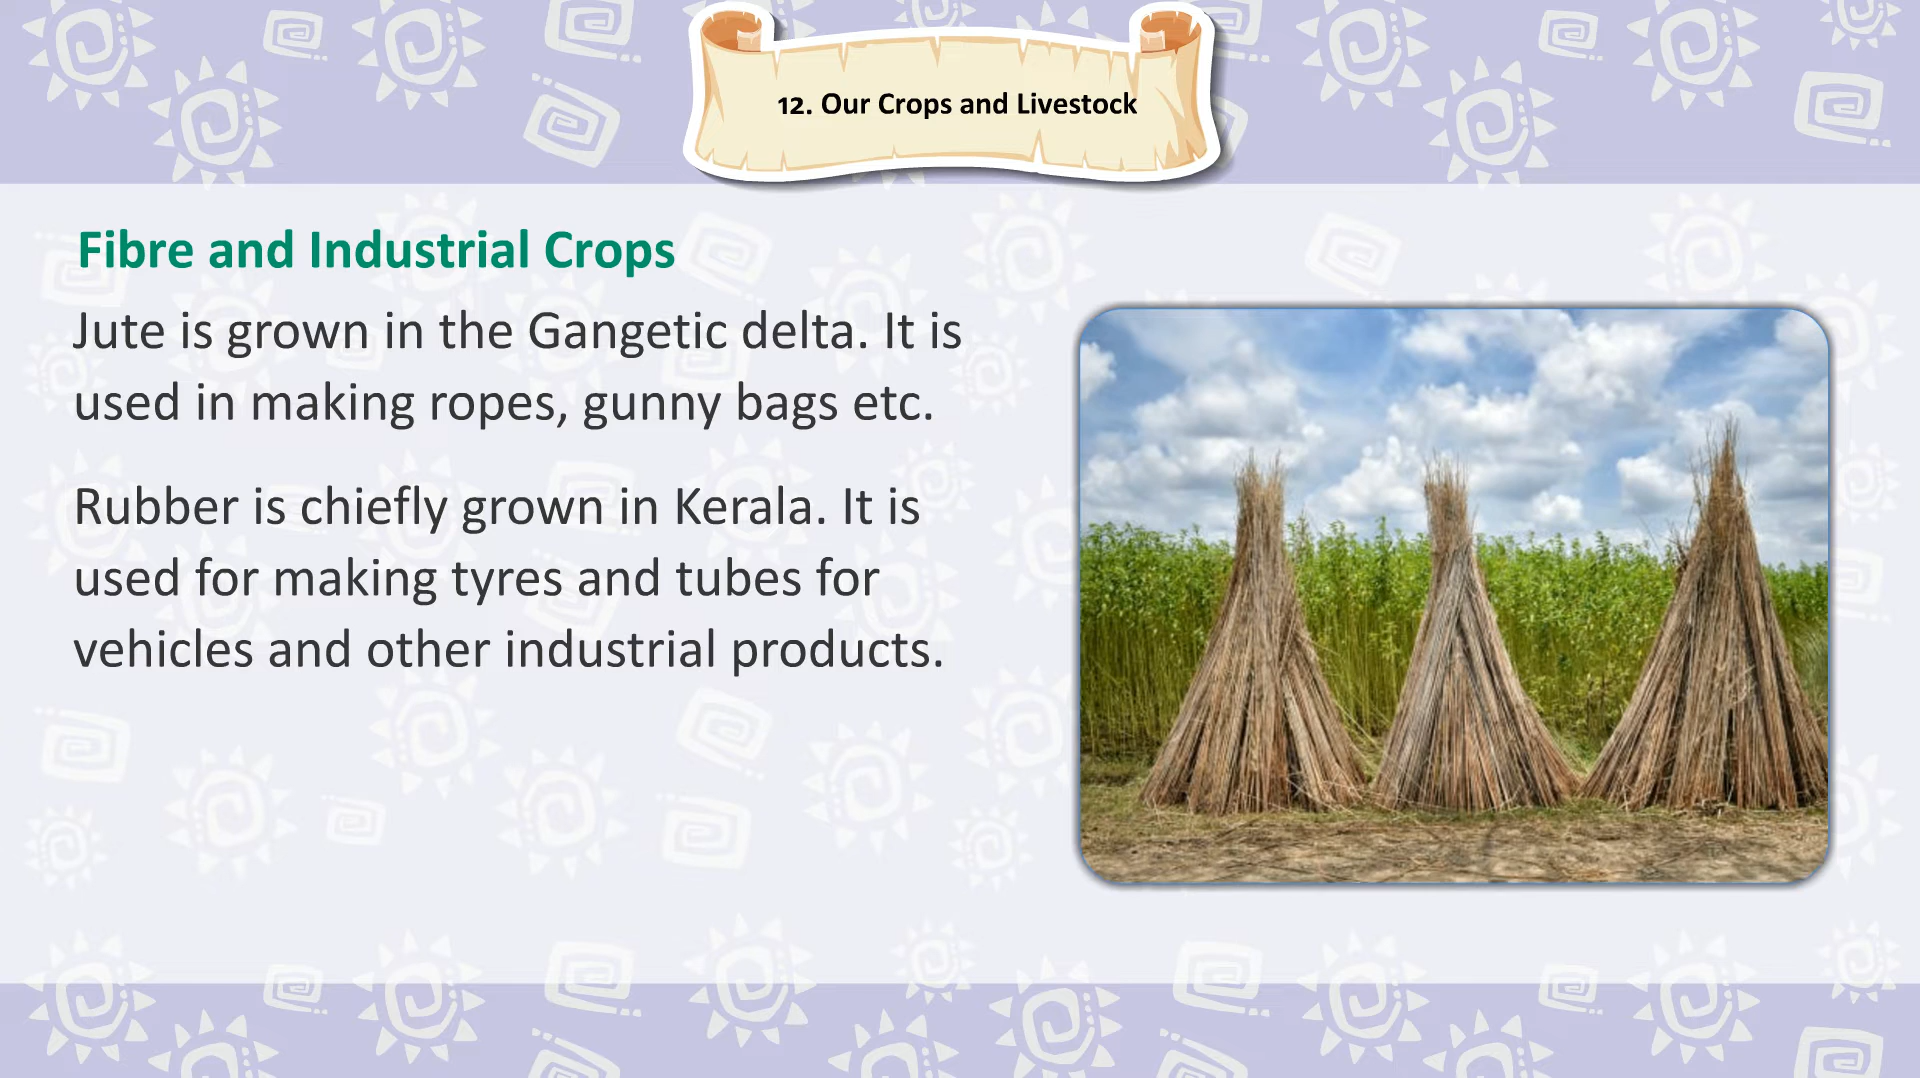 12. Our Crops and Livestock
Fibre and Industrial Crops
Jute is grown in the Gangetic delta. It is
used in making ropes, gunny bags etc.
Rubber is chiefly grown in Kerala. It is
used for making tyres and tubes for
vehicles and other industrial products.